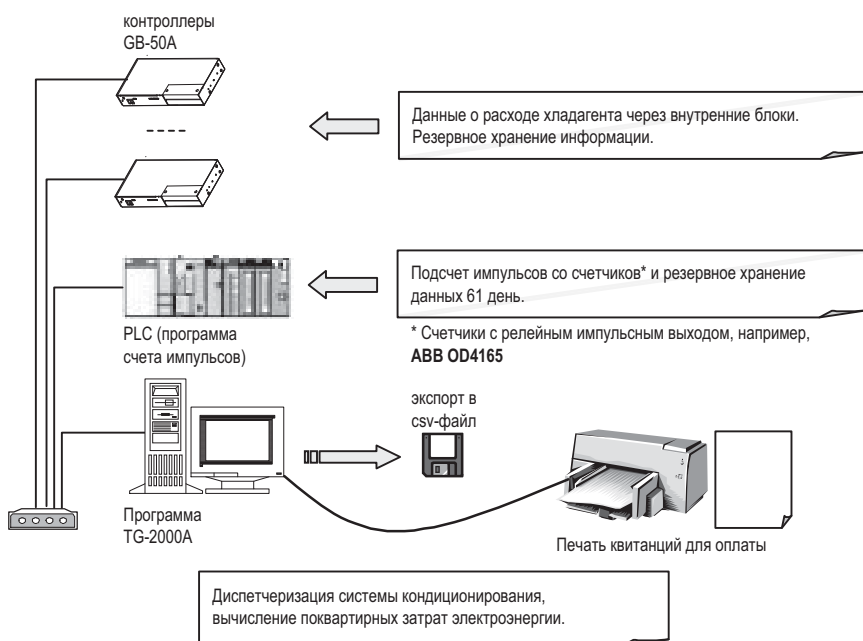 контроллеры
GB-50A
Данные о расходе хладагента через внутренние блоки.
Резервное хранение информации.
Подсчет импульсов со счетчиков* и резервное хранение
данных 61 день.
PLC (программа
счета импульсов)
* Счетчики с релейным импульсным выходом, например,
ABB OD4165
экспорт в
csv-файл
Программа
TG-2000A
Печать квитанций для оплаты
Диспетчеризация системы кондиционирования,
вычисление поквартирных затрат электроэнергии.